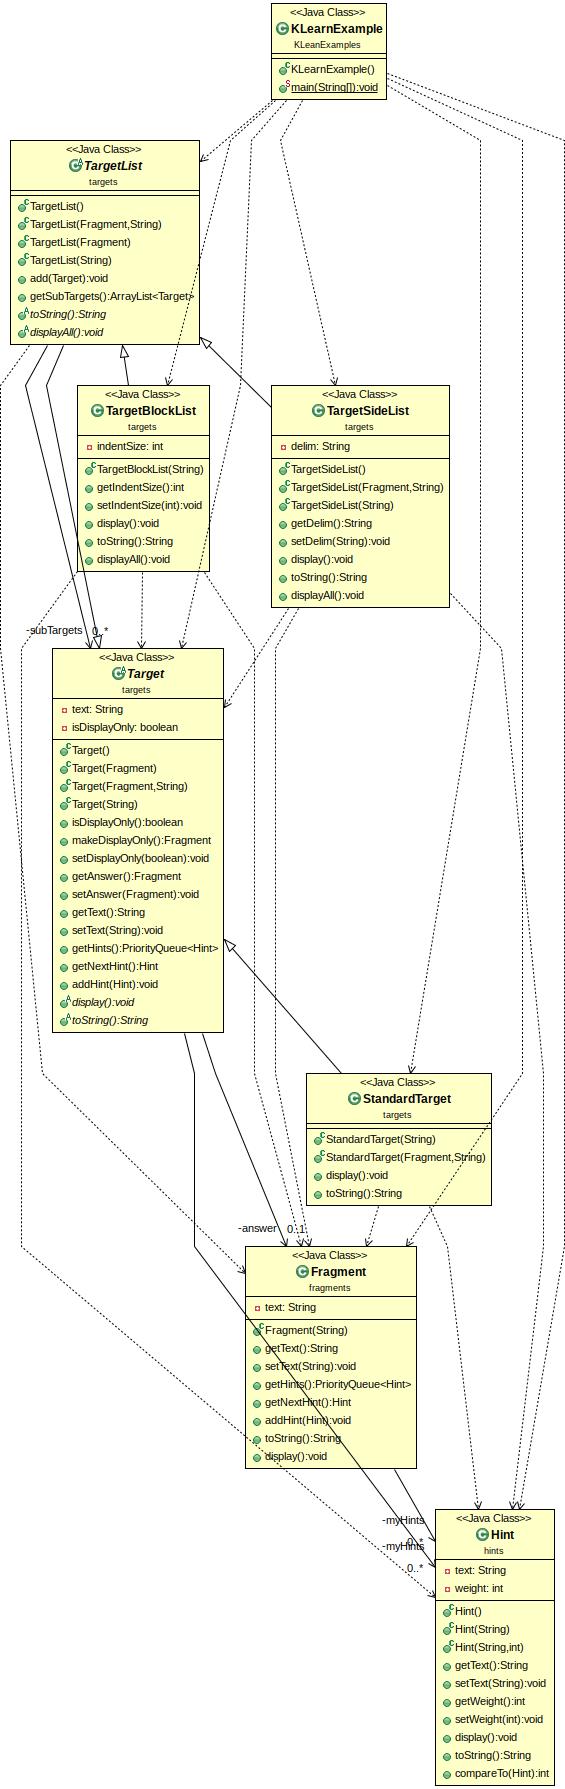 <<Java Class>>
KLearnExample
KLeanExamples
KLearnExample()
main(String[]):void
<<Java Class>>
TargetList
targets
TargetList()
TargetList(Fragment,String)
TargetList(Fragment)
TargetList(String)
add(Target):void
getSubTargets():ArrayList<Target>
toString():String
displayAll():void
<<Java Class>>
TargetBlockList
targets
indentSize: int
TargetBlockList(String)
getIndentSize():int
setIndentSize(int):void
display():void
toString():String
displayAll():void
<<Java Class>>
TargetSideList
targets
delim: String
TargetSideList()
TargetSideList(Fragment,String)
TargetSideList(String)
getDelim():String
setDelim(String):void
display():void
toString():String
displayAll():void
-subTargets 0..*
<<Java Class>>
Target
targets
text: String
isDisplayOnly: boolean
Target()
Target(Fragment)
Target(Fragment,String)
Target(String)
isDisplayOnly():boolean
makeDisplayOnly():Fragment
setDisplayOnly(boolean):void
getAnswer():Fragment
setAnswer(Fragment):void
getText():String
setText(String):void
getHints():PriorityQueue<Hint>
getNextHint():Hint
addHint(Hint):void
display():void
toString():String
<<Java Class>>
StandardTarget
targets
StandardTarget(String)
StandardTarget(Fragment,String)
display():void
toString():String
-answer 0..1
<<Java Class>>
Fragment
fragments
text: String
Fragment(String)
getText():String
setText(String):void
getHints():PriorityQueue<Hint>
getNextHint():Hint
addHint(Hint):void
toString():String
display():void
-myHints
0..*
-myHints
0..*
<<Java Class>>
Hint
hints
text: String
weight: int
Hint()
Hint(String)
Hint(String,int)
getText():String
setText(String):void
getWeight():int
setWeight(int):void
display():void
toString():String
compareTo(Hint):int